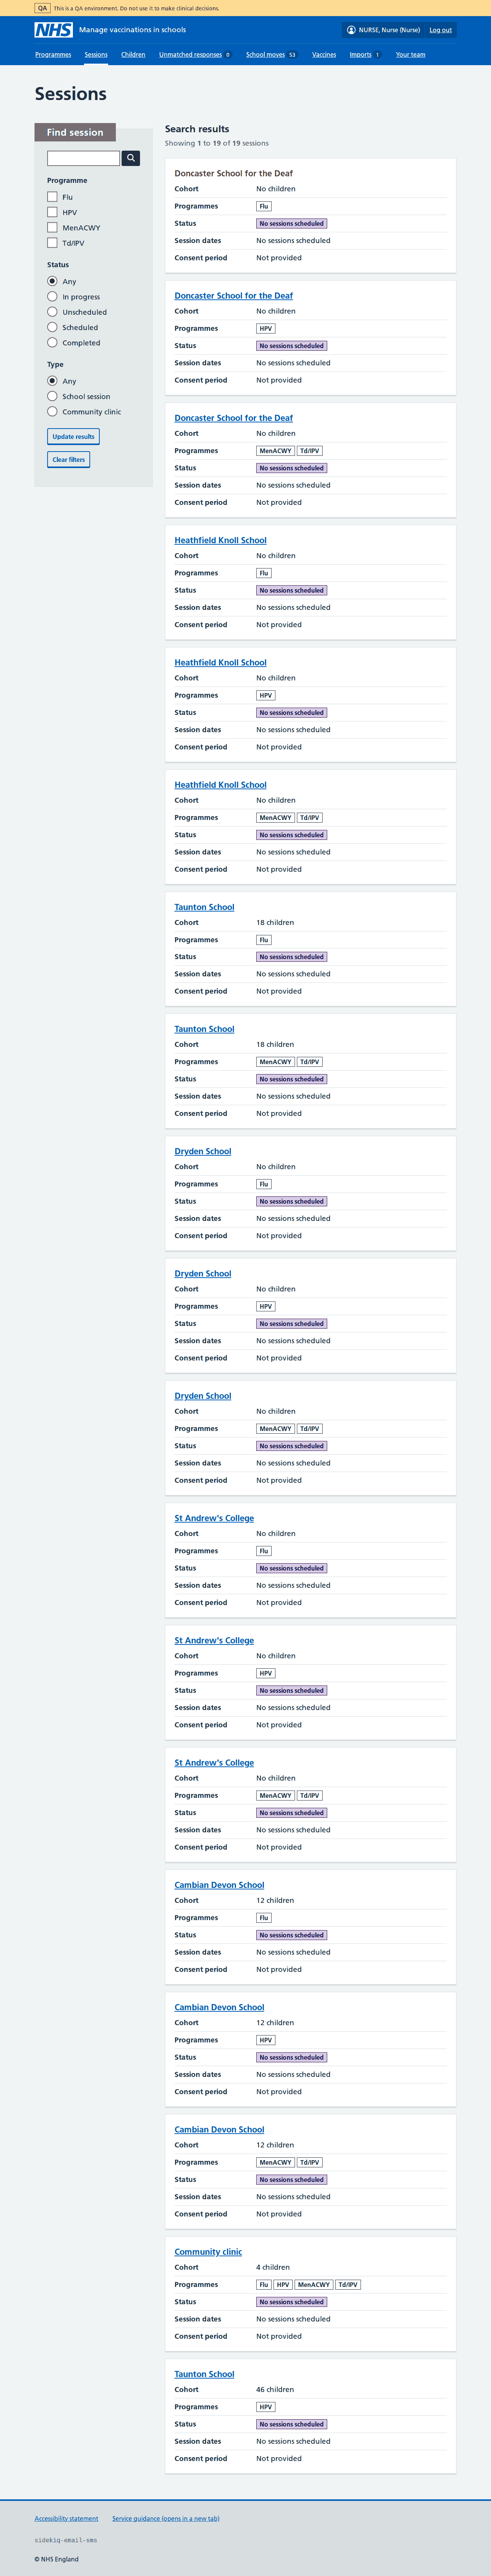 QA This is a QA environment. Do not use it to make clinical decisions.
NHS Manage vaccinations in schools NURSE, Nurse (Nurse) Log out
Programmes Sessions Children Unmatched responses 0 School moves 53 Vaccines Imports 1 Your team
Sessions
Find session
Programme
Flu
HPV
MenACWY
Td/IPV
Status
Any
In progress
Unscheduled
Scheduled
Completed
Type
Any
School session
Community clinic
Update results
Clear filters
Search results
Showing 1 to 19 of 19 sessions
Doncaster School for the Deaf
Cohort No children
Programmes Flu
Status No sessions scheduled
Session dates No sessions scheduled
Consent period Not provided
Doncaster School for the Deaf
Cohort No children
Programmes HPV
Status No sessions scheduled
Session dates No sessions scheduled
Consent period Not provided
Doncaster School for the Deaf
Cohort No children
Programmes MenACWY Td/IPV
Status No sessions scheduled
Session dates No sessions scheduled
Consent period Not provided
Heathfield Knoll School
Cohort No children
Programmes Flu
Status No sessions scheduled
Session dates No sessions scheduled
Consent period Not provided
Heathfield Knoll School
Cohort No children
Programmes HPV
Status No sessions scheduled
Session dates No sessions scheduled
Consent period Not provided
Heathfield Knoll School
Cohort No children
Programmes MenACWY Td/IPV
Status No sessions scheduled
Session dates No sessions scheduled
Consent period Not provided
Taunton School
Cohort 18 children
Programmes Flu
Status No sessions scheduled
Session dates No sessions scheduled
Consent period Not provided
Taunton School
Cohort 18 children
Programmes MenACWY Td/IPV
Status No sessions scheduled
Session dates No sessions scheduled
Consent period Not provided
Dryden School
Cohort No children
Programmes Flu
Status No sessions scheduled
Session dates No sessions scheduled
Consent period Not provided
Dryden School
Cohort No children
Programmes HPV
Status No sessions scheduled
Session dates No sessions scheduled
Consent period Not provided
Dryden School
Cohort No children
Programmes MenACWY Td/IPV
Status No sessions scheduled
Session dates No sessions scheduled
Consent period Not provided
St Andrew's College
Cohort No children
Programmes Flu
Status No sessions scheduled
Session dates No sessions scheduled
Consent period Not provided
St Andrew's College
Cohort No children
Programmes HPV
Status No sessions scheduled
Session dates No sessions scheduled
Consent period Not provided
St Andrew's College
Cohort No children
Programmes MenACWY Td/IPV
Status No sessions scheduled
Session dates No sessions scheduled
Consent period Not provided
Cambian Devon School
Cohort 12 children
Programmes Flu
Status No sessions scheduled
Session dates No sessions scheduled
Consent period Not provided
Cambian Devon School
Cohort 12 children
Programmes HPV
Status No sessions scheduled
Session dates No sessions scheduled
Consent period Not provided
Cambian Devon School
Cohort 12 children
Programmes MenACWY Td/IPV
Status No sessions scheduled
Session dates No sessions scheduled
Consent period Not provided
Community clinic
Cohort 4 children
Programmes Flu HPV MenACWY Td/IPV
Status No sessions scheduled
Session dates No sessions scheduled
Consent period Not provided
Taunton School
Cohort 46 children
Programmes HPV
Status No sessions scheduled
Session dates No sessions scheduled
Consent period Not provided
Accessibility statement Service guidance (opens in a new tab)
sidekiq-email-sms
© NHS England